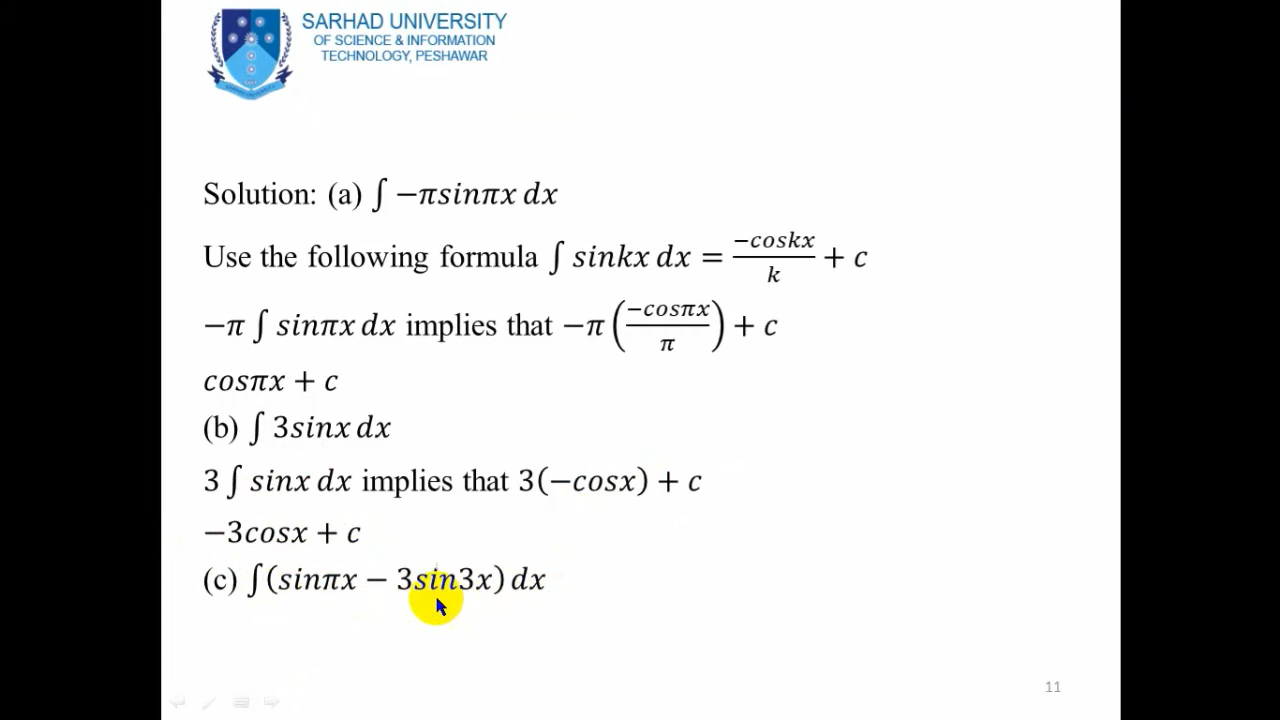 SARHAD UNIVERSITY
OF SCIENCE & INFORMATION
TECHNOLOGY, PESHAWAR
Solution: (a) ∫ −πsinπx dx
Use the following formula ∫ sinkx dx = −coskx/k + c
−π ∫ sinπx dx implies that −π (−cosπx/π) + c
cosπx + c
(b) ∫ 3sinx dx
3 ∫ sinx dx implies that 3(−cosx) + c
−3cosx + c
(c) ∫(sinπx − 3sin3x) dx
11